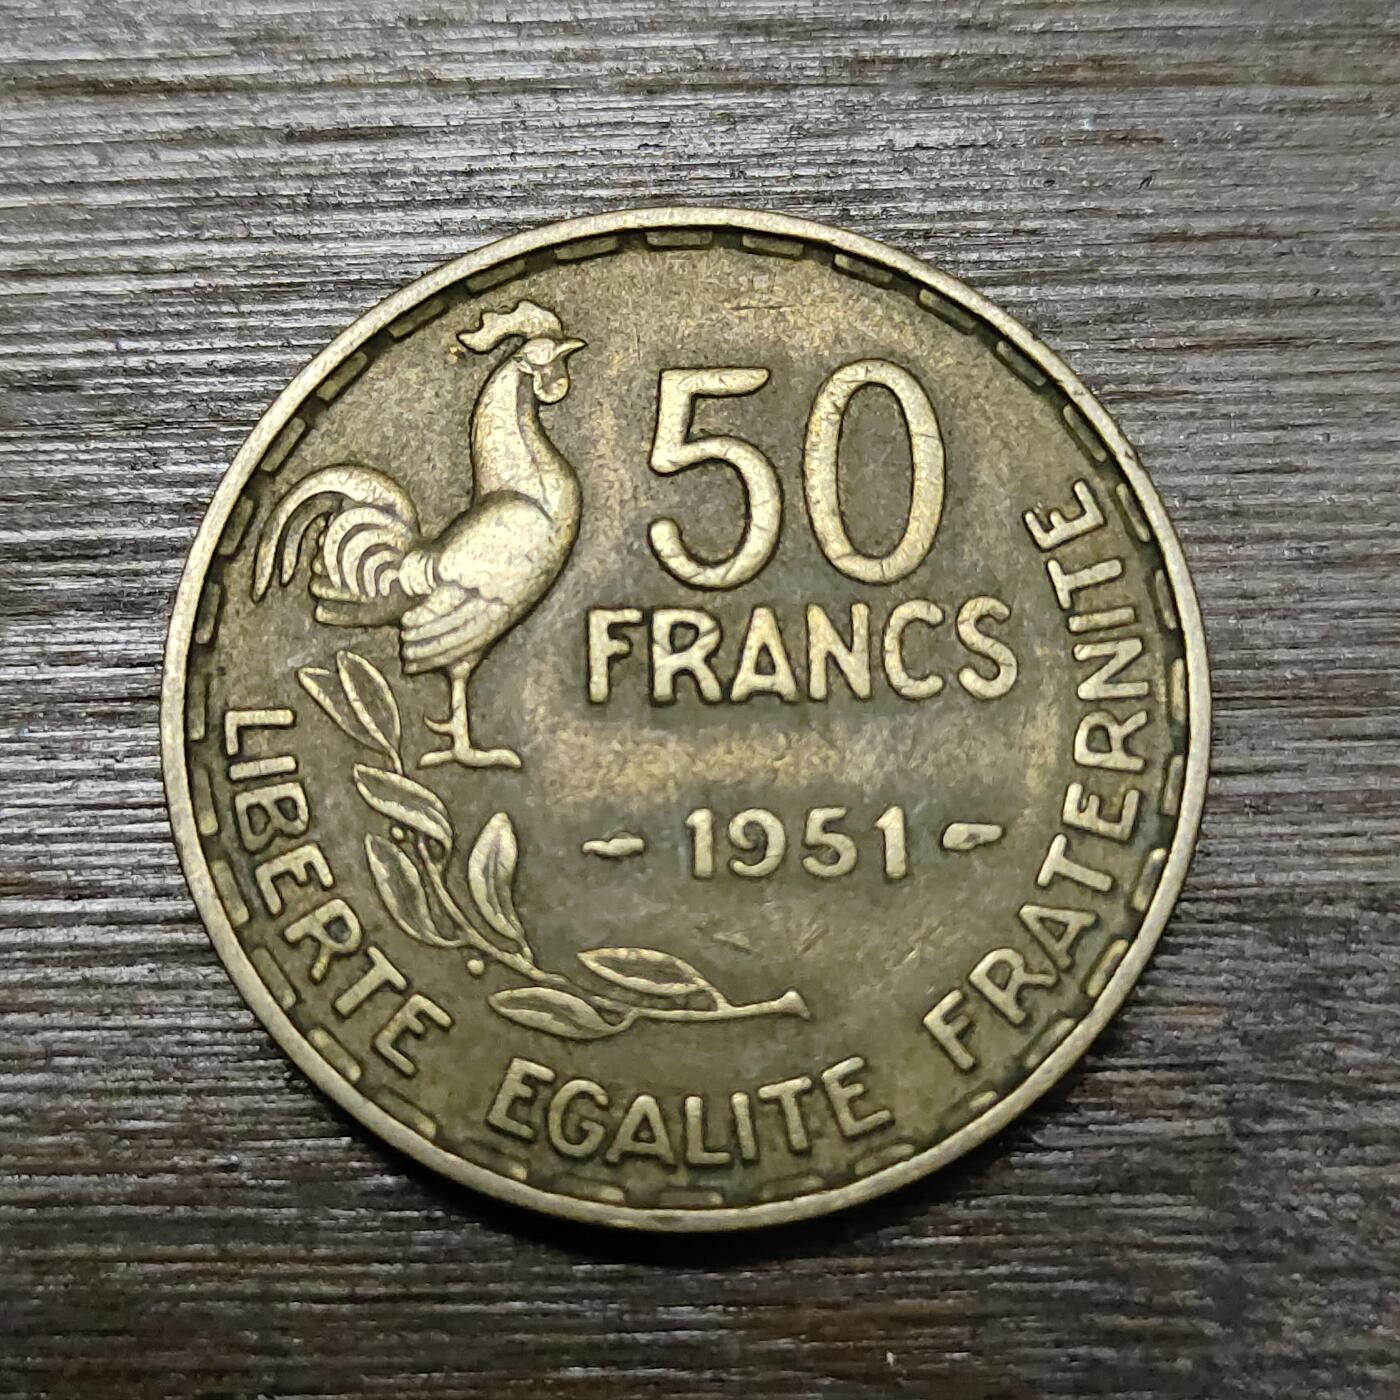 50
FRANCS
- 1951 -
LIBERTE EGALITE FRATERNITE